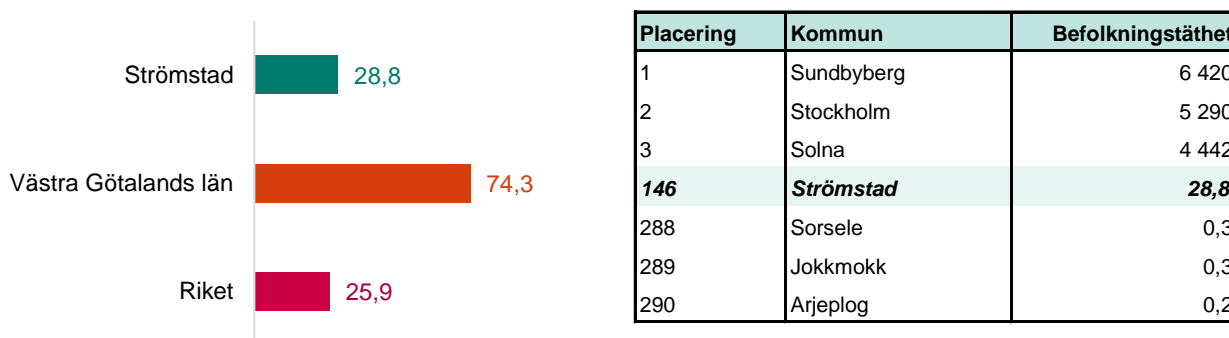 Strömstad 28,8
Västra Götalands län 74,3
Riket 25,9
Placering Kommun Befolkningstäthet
1 Sundbyberg 6 420
2 Stockholm 5 290
3 Solna 4 442
146 Strömstad 28,8
288 Sorsele 0,3
289 Jokkmokk 0,3
290 Arjeplog 0,2